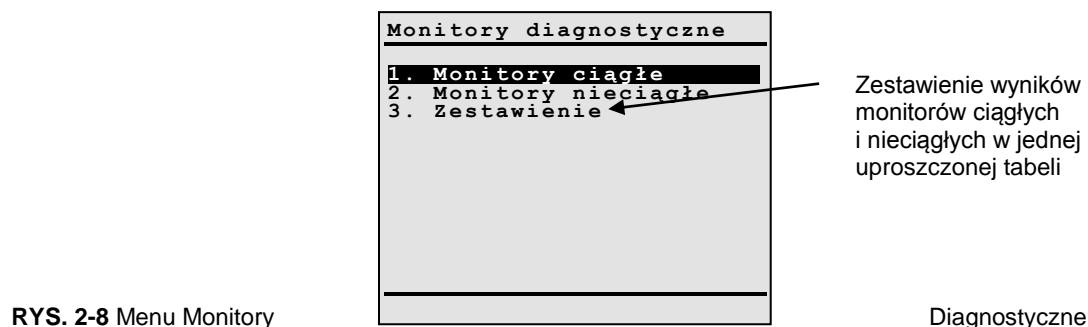 Monitory diagnostyczne
1. Monitory ciągłe
2. Monitory nieciągłe
3. Zestawienie
Zestawienie wyników
monitorów ciągłych
i nieciągłych w jednej
uproszczonej tabeli
RYS. 2-8 Menu Monitory Diagnostyczne